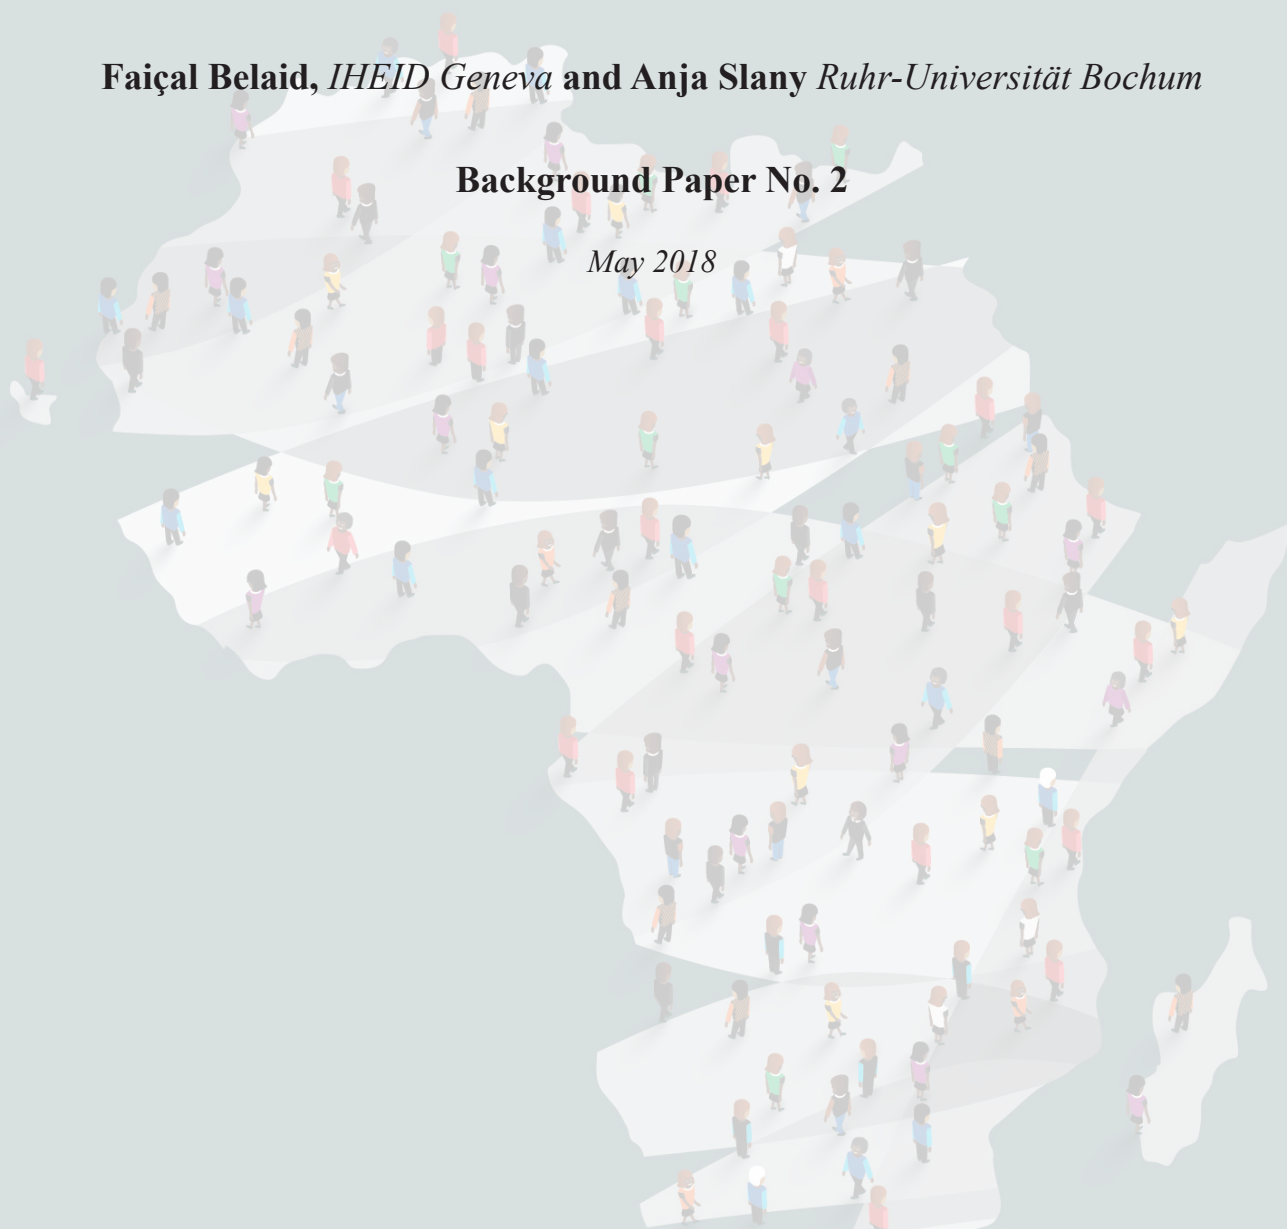 Faiçal Belaid, IHEID Geneva and Anja Slany Ruhr-Universität Bochum
Background Paper No. 2
May 2018